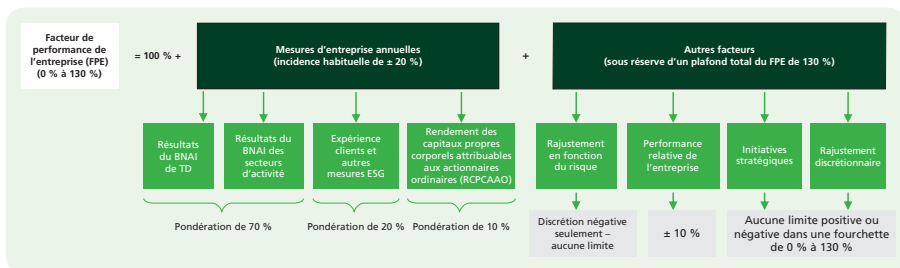 Facteur de
performance de
l'entreprise (FPE)
(0 % à 130 %)
= 100 % +
Mesures d'entreprise annuelles
(incidence habituelle de ± 20 %)
+
Autres facteurs
(sous réserve d'un plafond total du FPE de 130 %)
Résultats
du BNAI
de TD
Résultats du
BNAI des
secteurs
d'activité
Expérience
clients et
autres
mesures ESG
Rendement des
capitaux propres
corporels attribuables
aux actionnaires
ordinaires (RCPCAAO)
Rajustement
en fonction
du risque
Performance
relative de
l'entreprise
Initiatives
stratégiques
Rajustement
discrétionnaire
Pondération de 70 %
Pondération de 20 %
Pondération de 10 %
Discrétion négative
seulement –
aucune limite
± 10 %
Aucune limite positive ou
négative dans une fourchette
de 0 % à 130 %